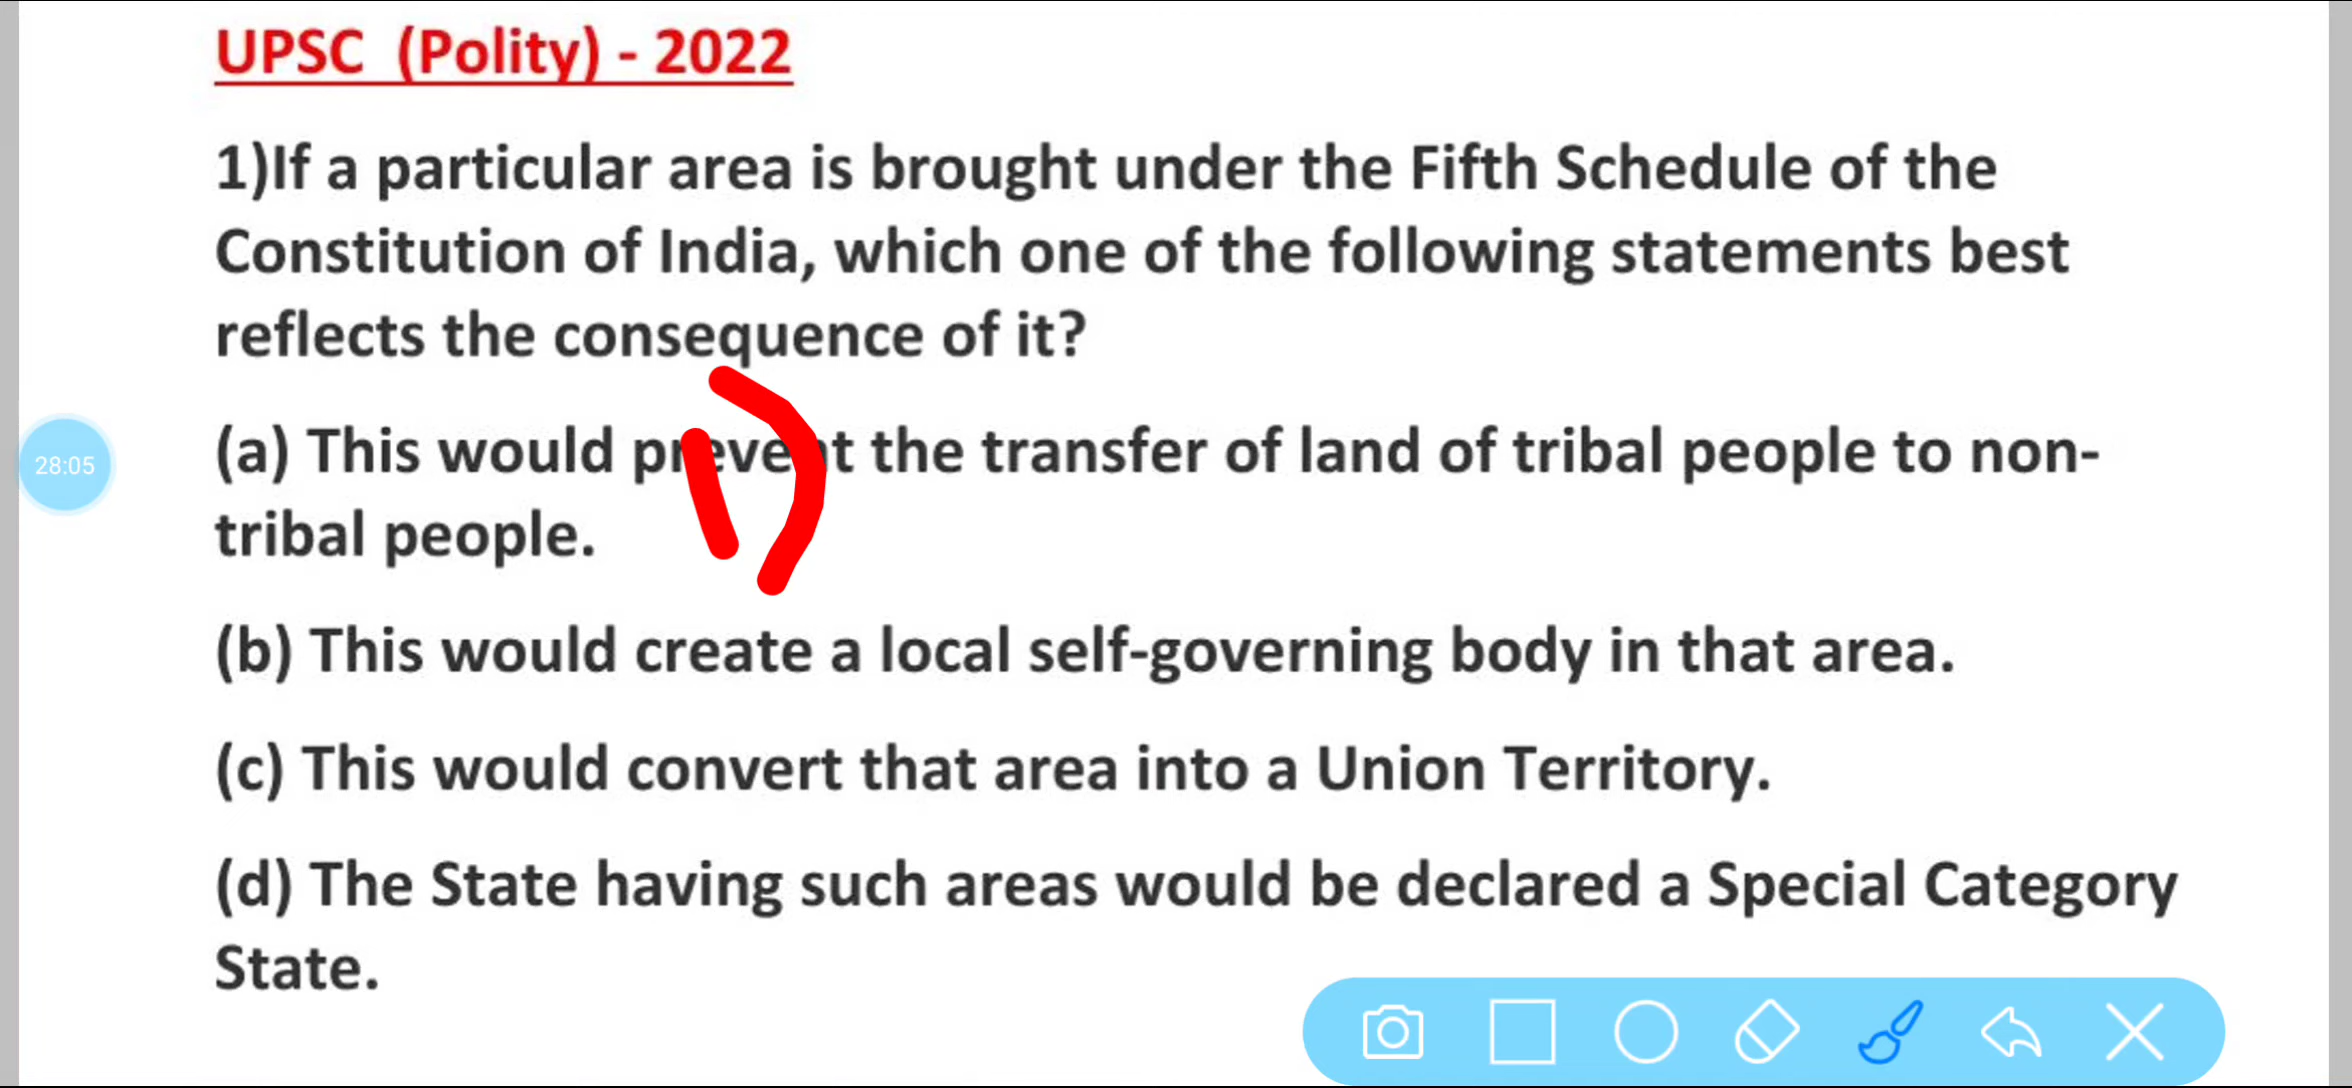 UPSC (Polity) - 2022
1)If a particular area is brought under the Fifth Schedule of the
Constitution of India, which one of the following statements best
reflects the consequence of it?
(a) This would prevent the transfer of land of tribal people to non-
28:05
tribal people.
(b) This would create a local self-governing body in that area.
(c) This would convert that area into a Union Territory.
(d) The State having such areas would be declared a Special Category
State.